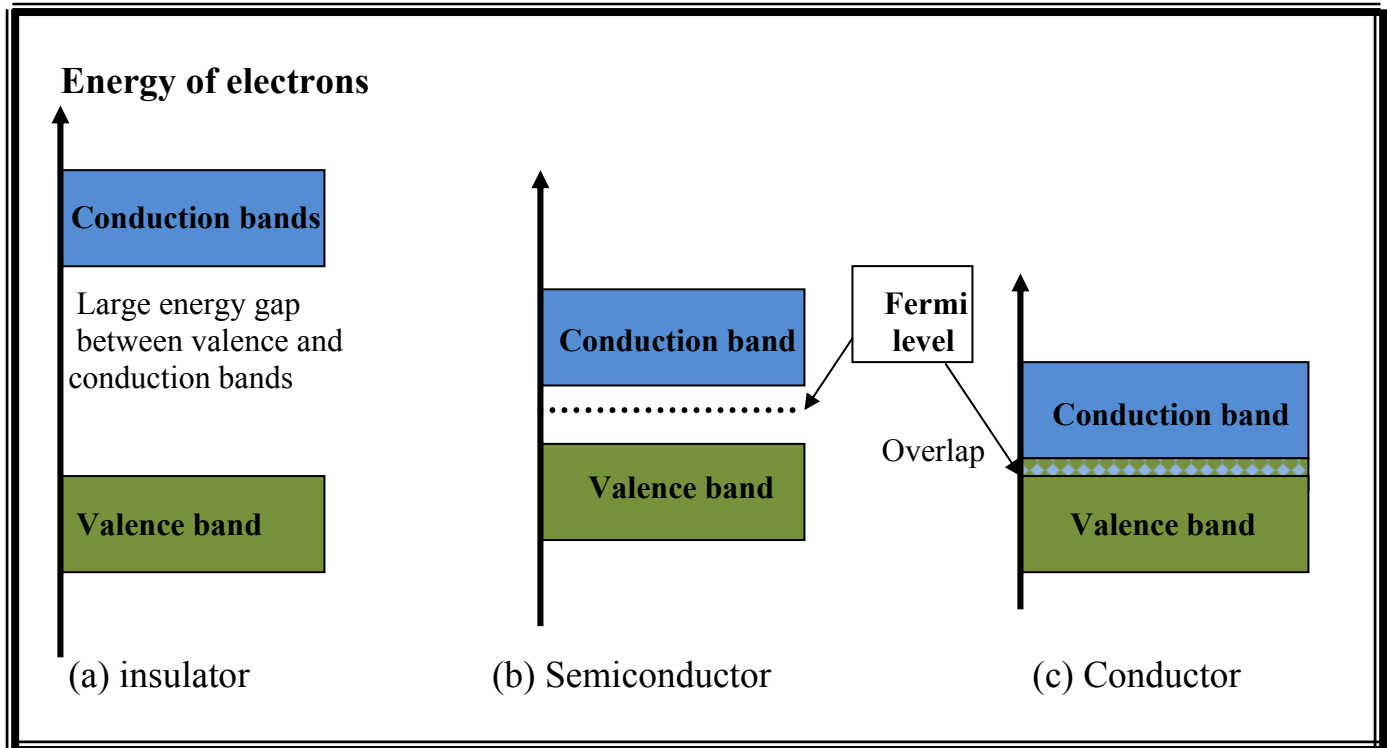 Energy of electrons
Conduction bands
Large energy gap
between valence and
conduction bands
Valence band
(a) insulator
Conduction band
Valence band
(b) Semiconductor
Fermi
level
Overlap
Conduction band
Valence band
(c) Conductor